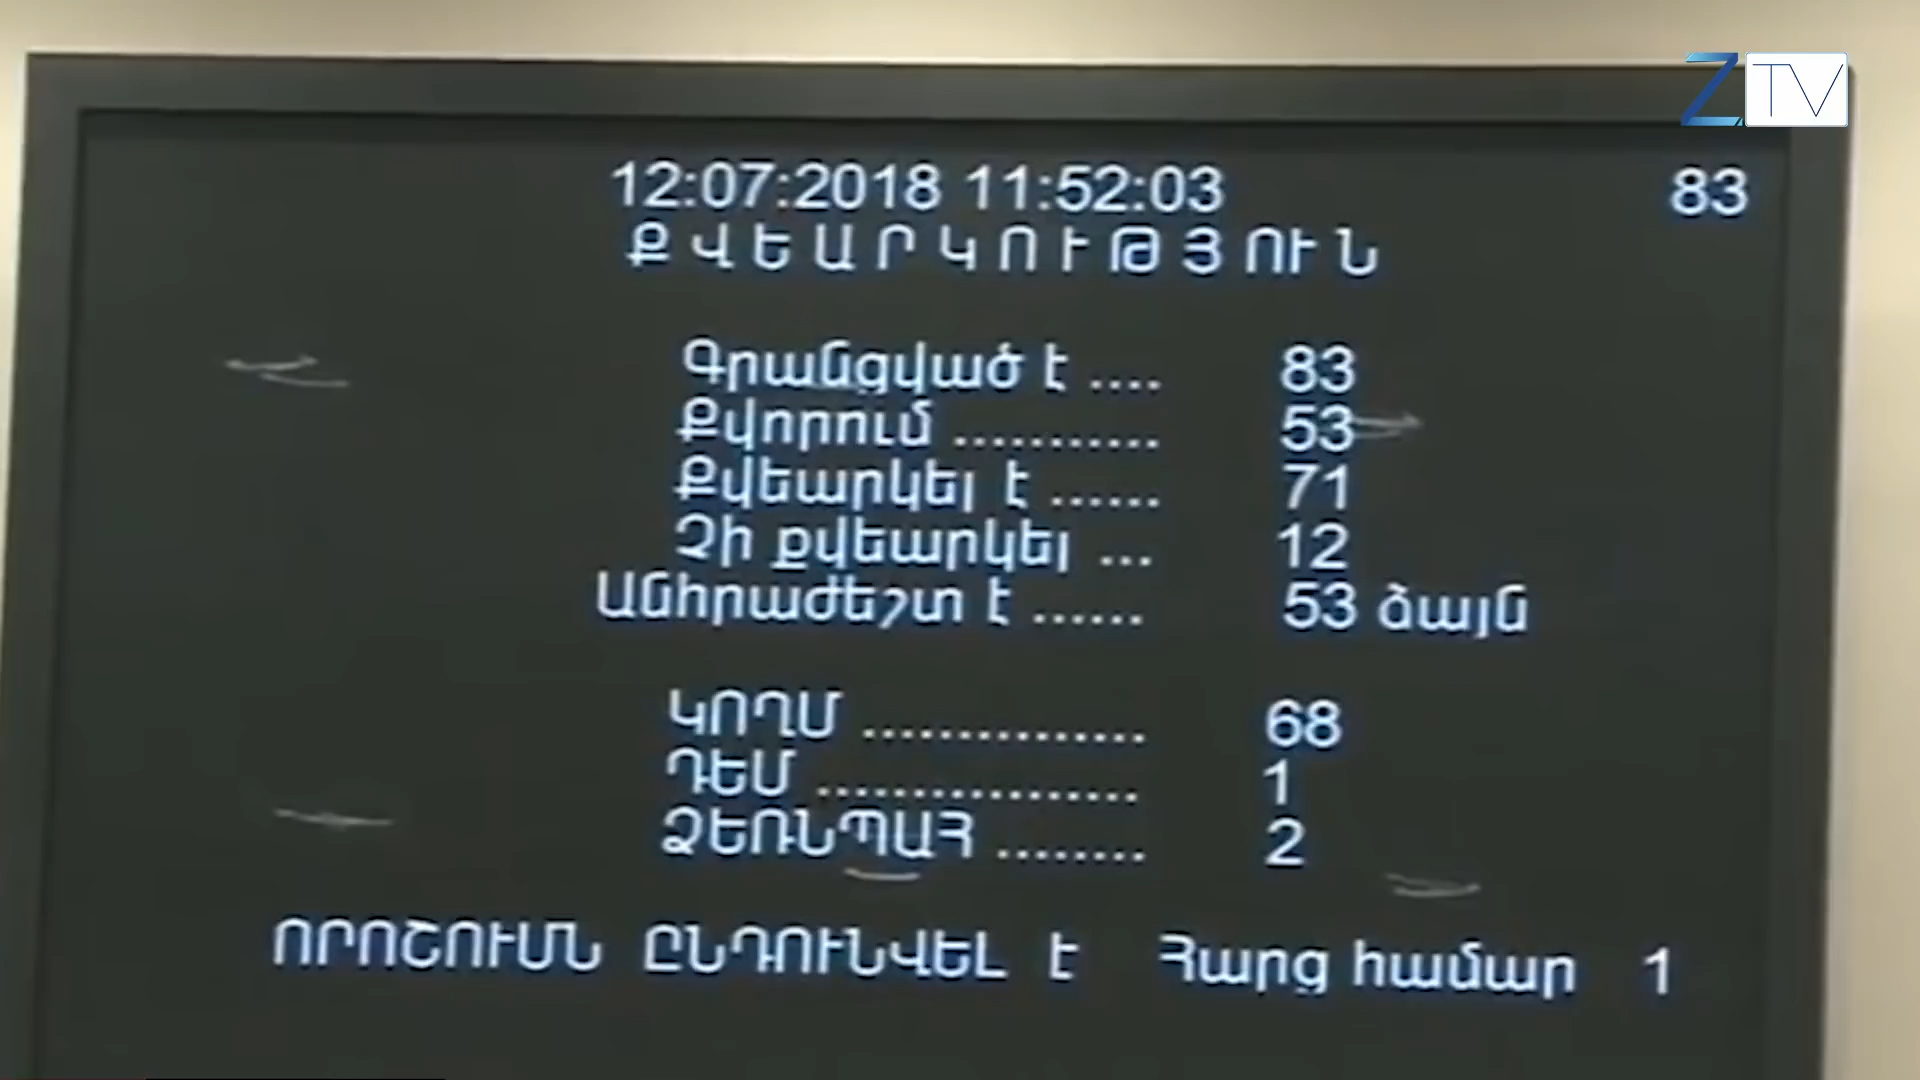 ZTV
12:07:2018 11:52:03 83
ՔՎԵԱՐԿՈՒԹՅՈՒՆ
Գրանցված է .... 83
Քվորում ........... 53
Քվեարկել է ...... 71
Չի քվեարկել ... 12
Անհրաժեշտ է ...... 53 ձայն
ԿՈՂՄ ............... 68
ԴԵՄ ................. 1
ՁԵՌՆՊԱՀ ........ 2
ՈՐՈՇՈՒՄՆ ԸՆԴՈՒՆՎԵԼ է Հարց համար 1